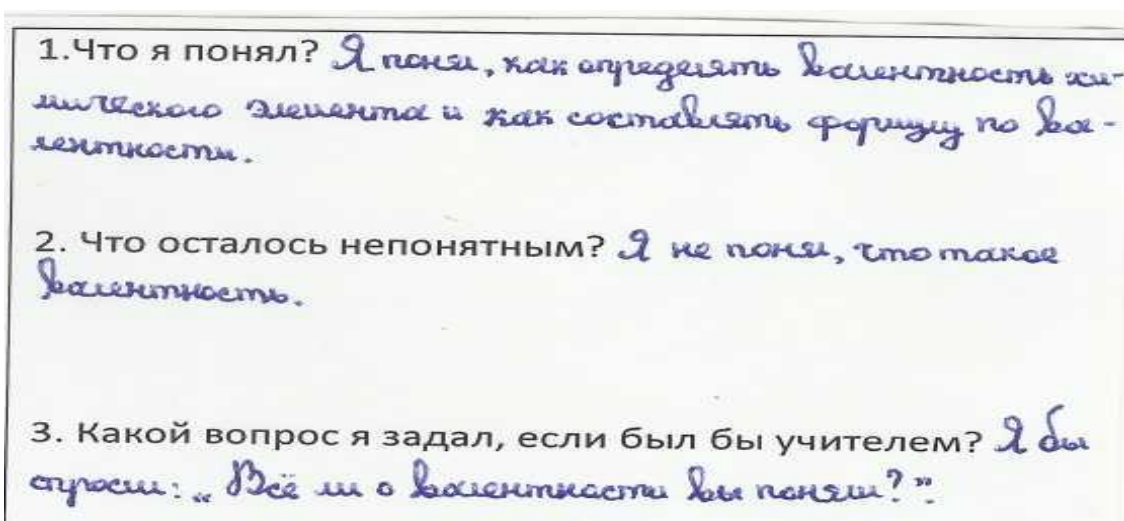 1.Что я понял? Я понял, как определять валентность хи-
мического элемента и как составлять формулу по ва-
лентности.
2. Что осталось непонятным? Я не понял, что такое
валентность.
3. Какой вопрос я задал, если был бы учителем? Я бы
спросил: „Всё ли о валентности вы поняли?”.